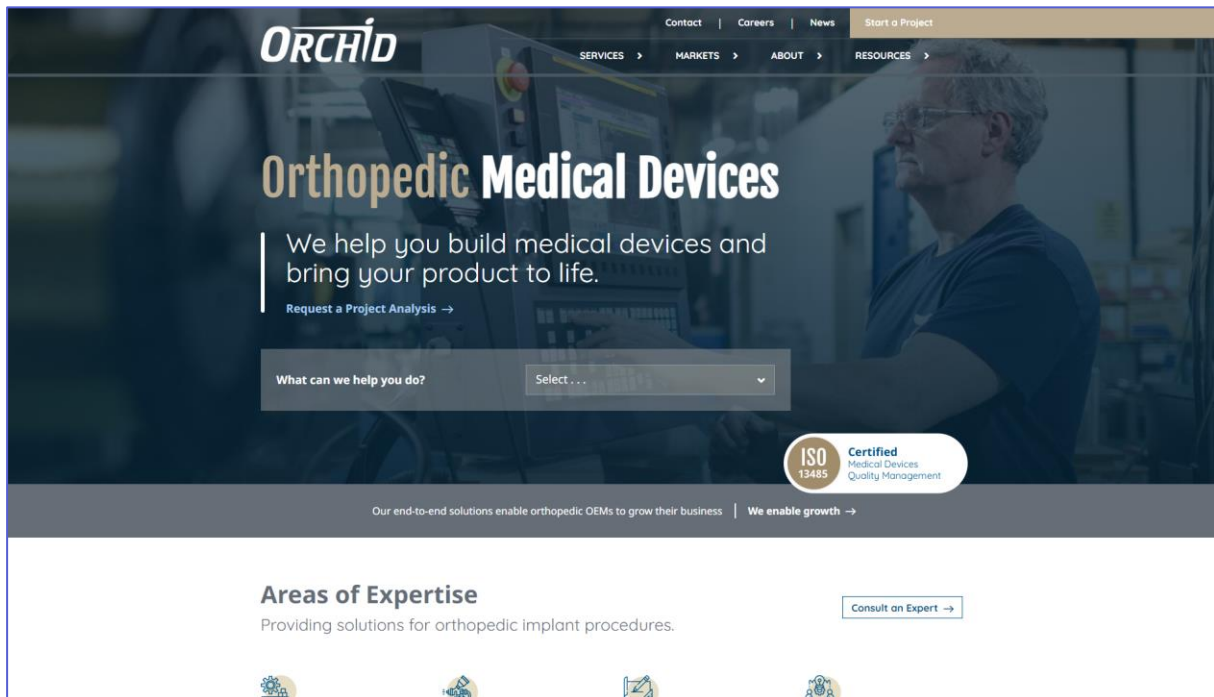 ORCHID
Contact | Careers | News Start a Project
SERVICES > MARKETS > ABOUT > RESOURCES >
Orthopedic Medical Devices
We help you build medical devices and
bring your product to life.
Request a Project Analysis →
What can we help you do? Select . . .
ISO
13485
Certified
Medical Devices
Quality Management
Our end-to-end solutions enable orthopedic OEMs to grow their business | We enable growth →
Areas of Expertise
Consult an Expert →
Providing solutions for orthopedic implant procedures.